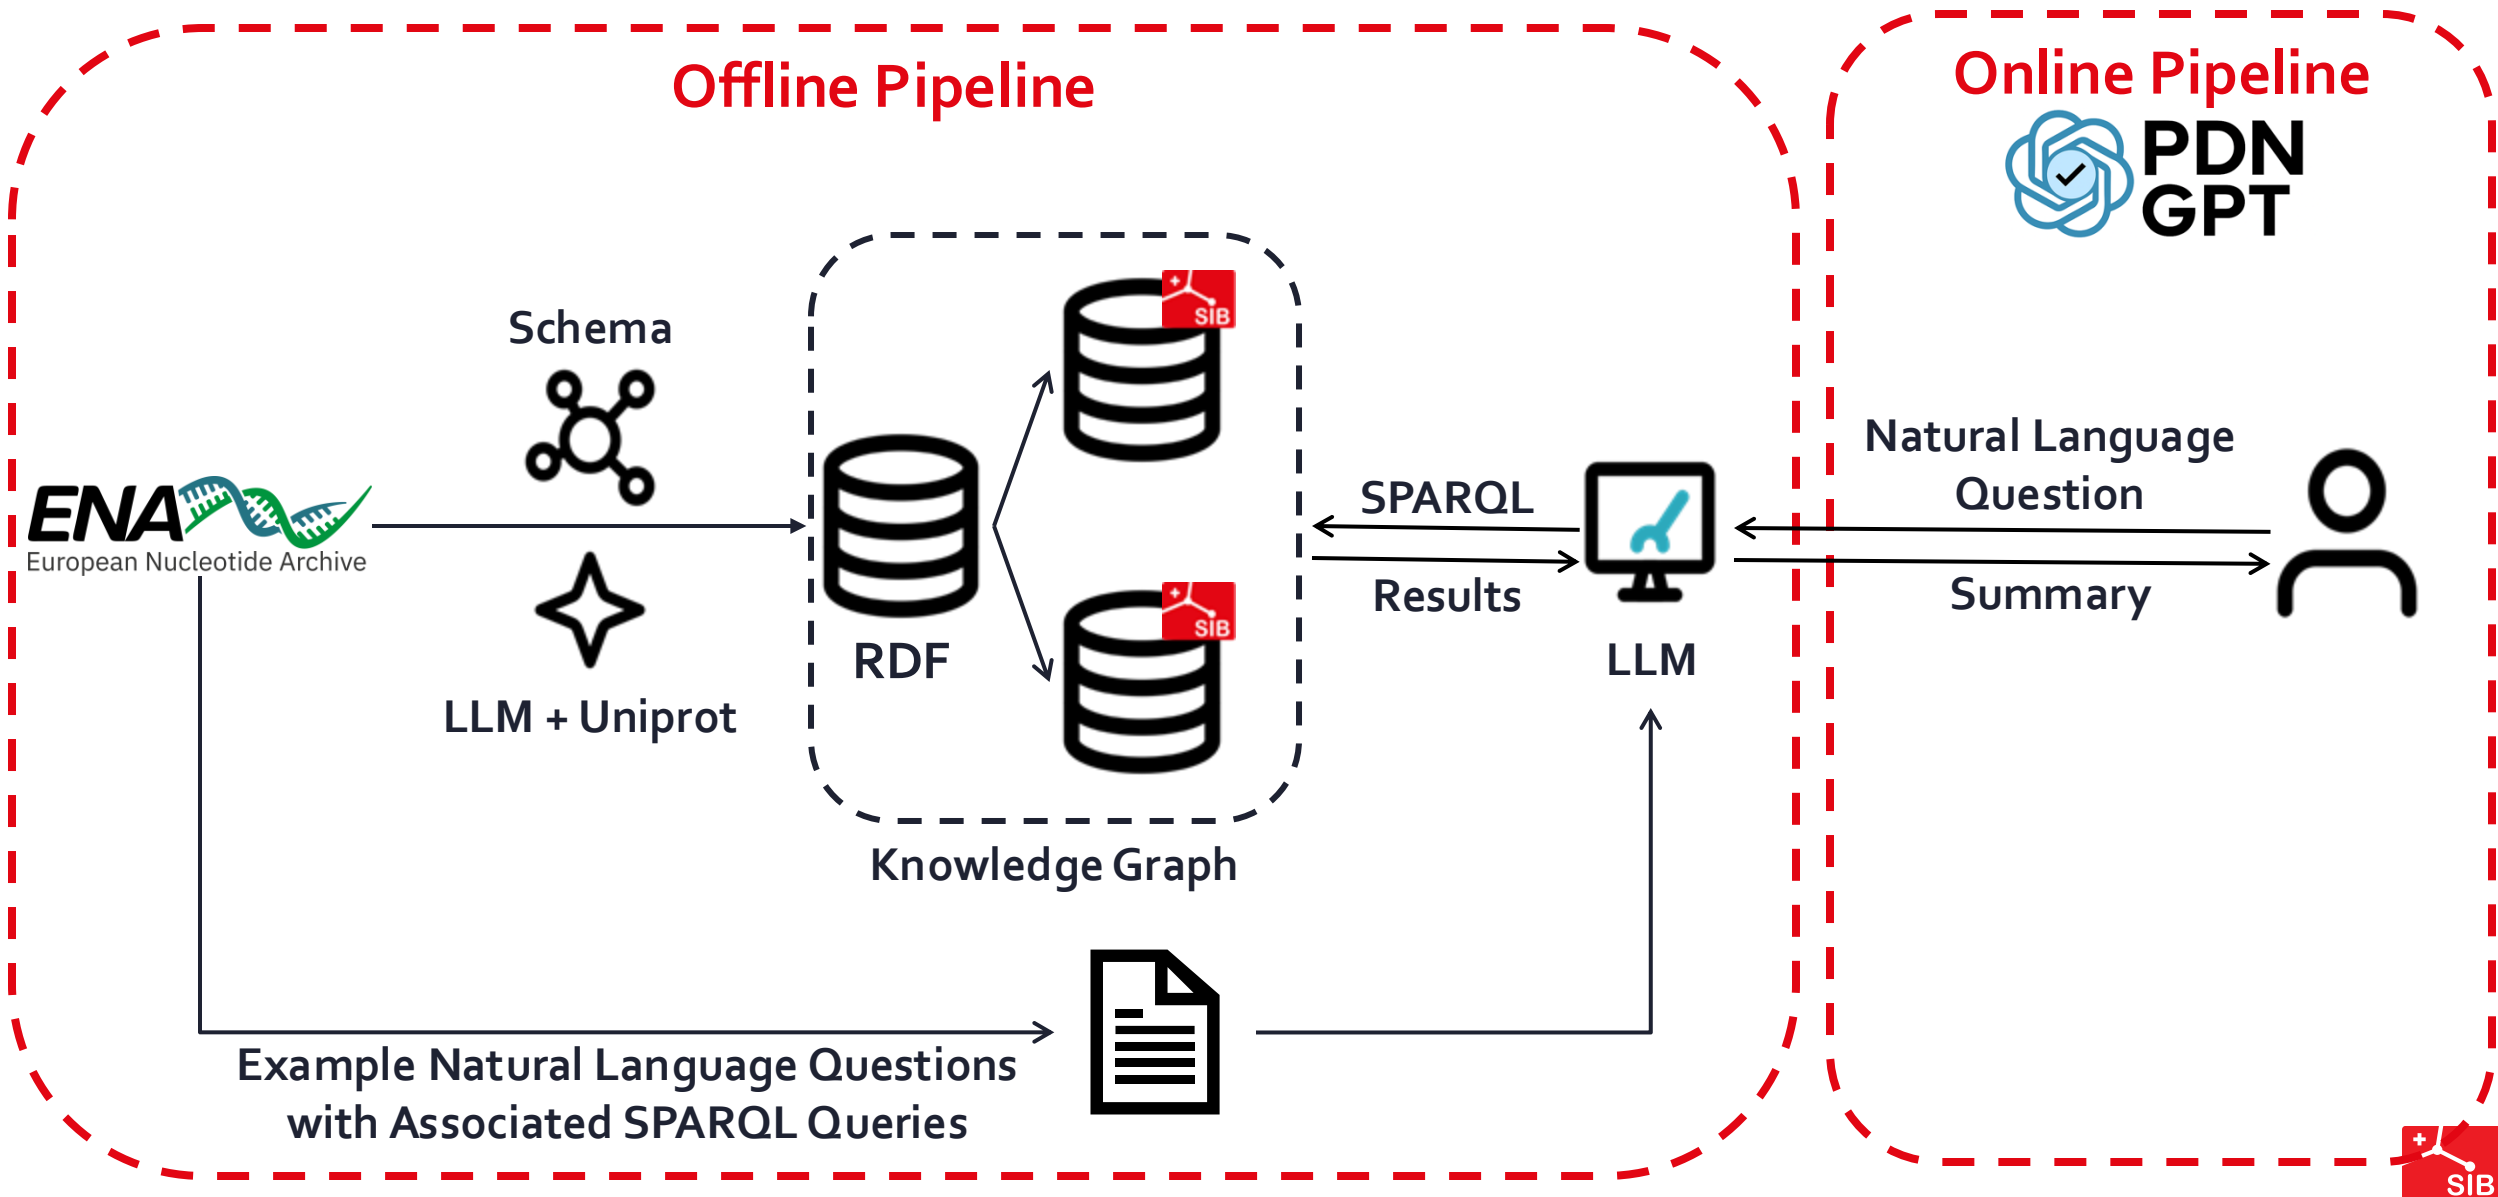 Offline Pipeline
Online Pipeline
PDN
GPT
Schema
SIB
ENA
European Nucleotide Archive
LLM + Uniprot
RDF
SIB
Knowledge Graph
SPARQL
Results
LLM
Natural Language
Question
Summary
Example Natural Language Questions
with Associated SPARQL Queries
SIB